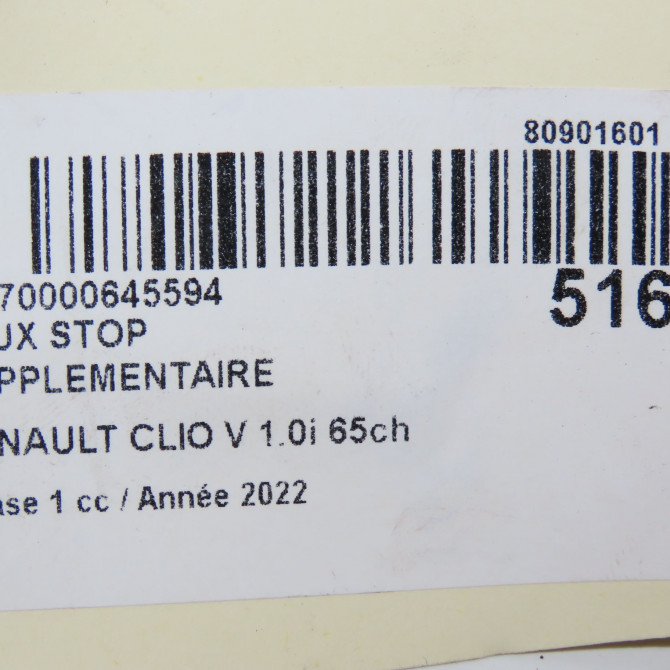 80901601
70000645594
516
UX STOP
PPLEMENTAIRE
NAULT CLIO V 1.0i 65ch
ase 1 cc / Année 2022